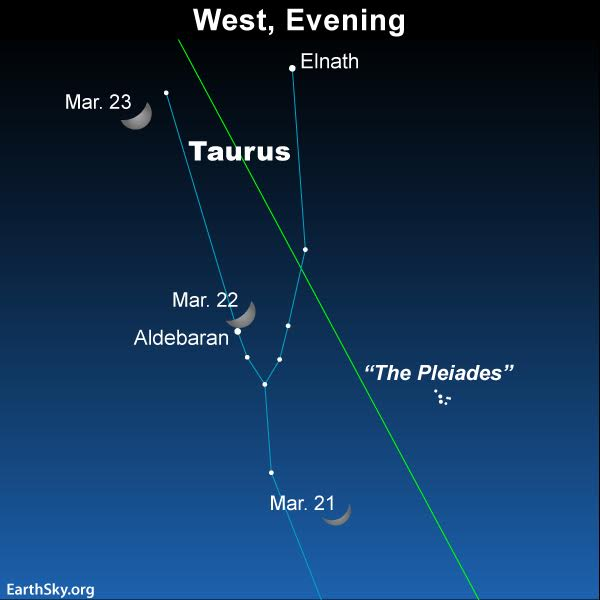 West, Evening
Elnath
Mar. 23
Taurus
Mar. 22
Aldebaran
“The Pleiades”
Mar. 21
EarthSky.org